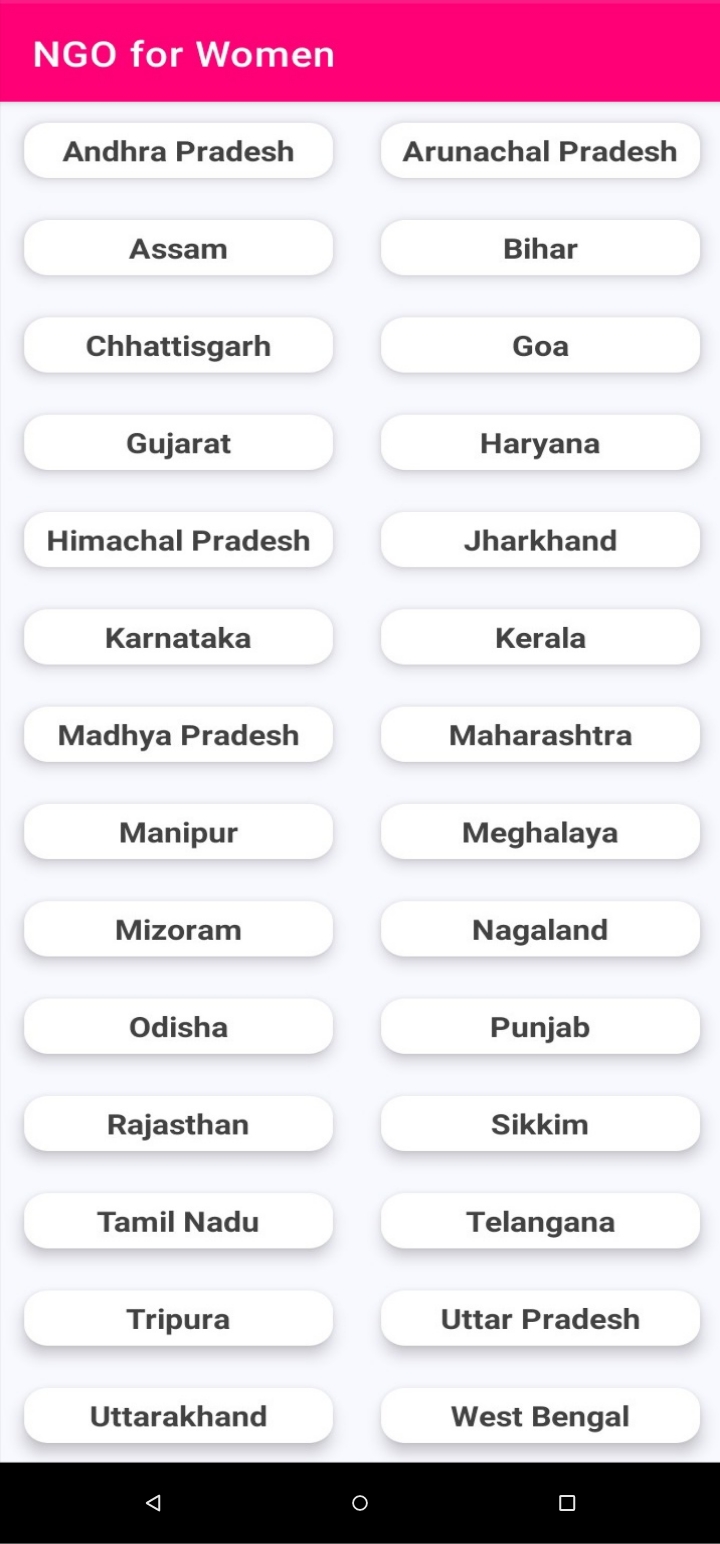 NGO for Women
Andhra Pradesh
Arunachal Pradesh
Assam
Bihar
Chhattisgarh
Goa
Gujarat
Haryana
Himachal Pradesh
Jharkhand
Karnataka
Kerala
Madhya Pradesh
Maharashtra
Manipur
Meghalaya
Mizoram
Nagaland
Odisha
Punjab
Rajasthan
Sikkim
Tamil Nadu
Telangana
Tripura
Uttar Pradesh
Uttarakhand
West Bengal